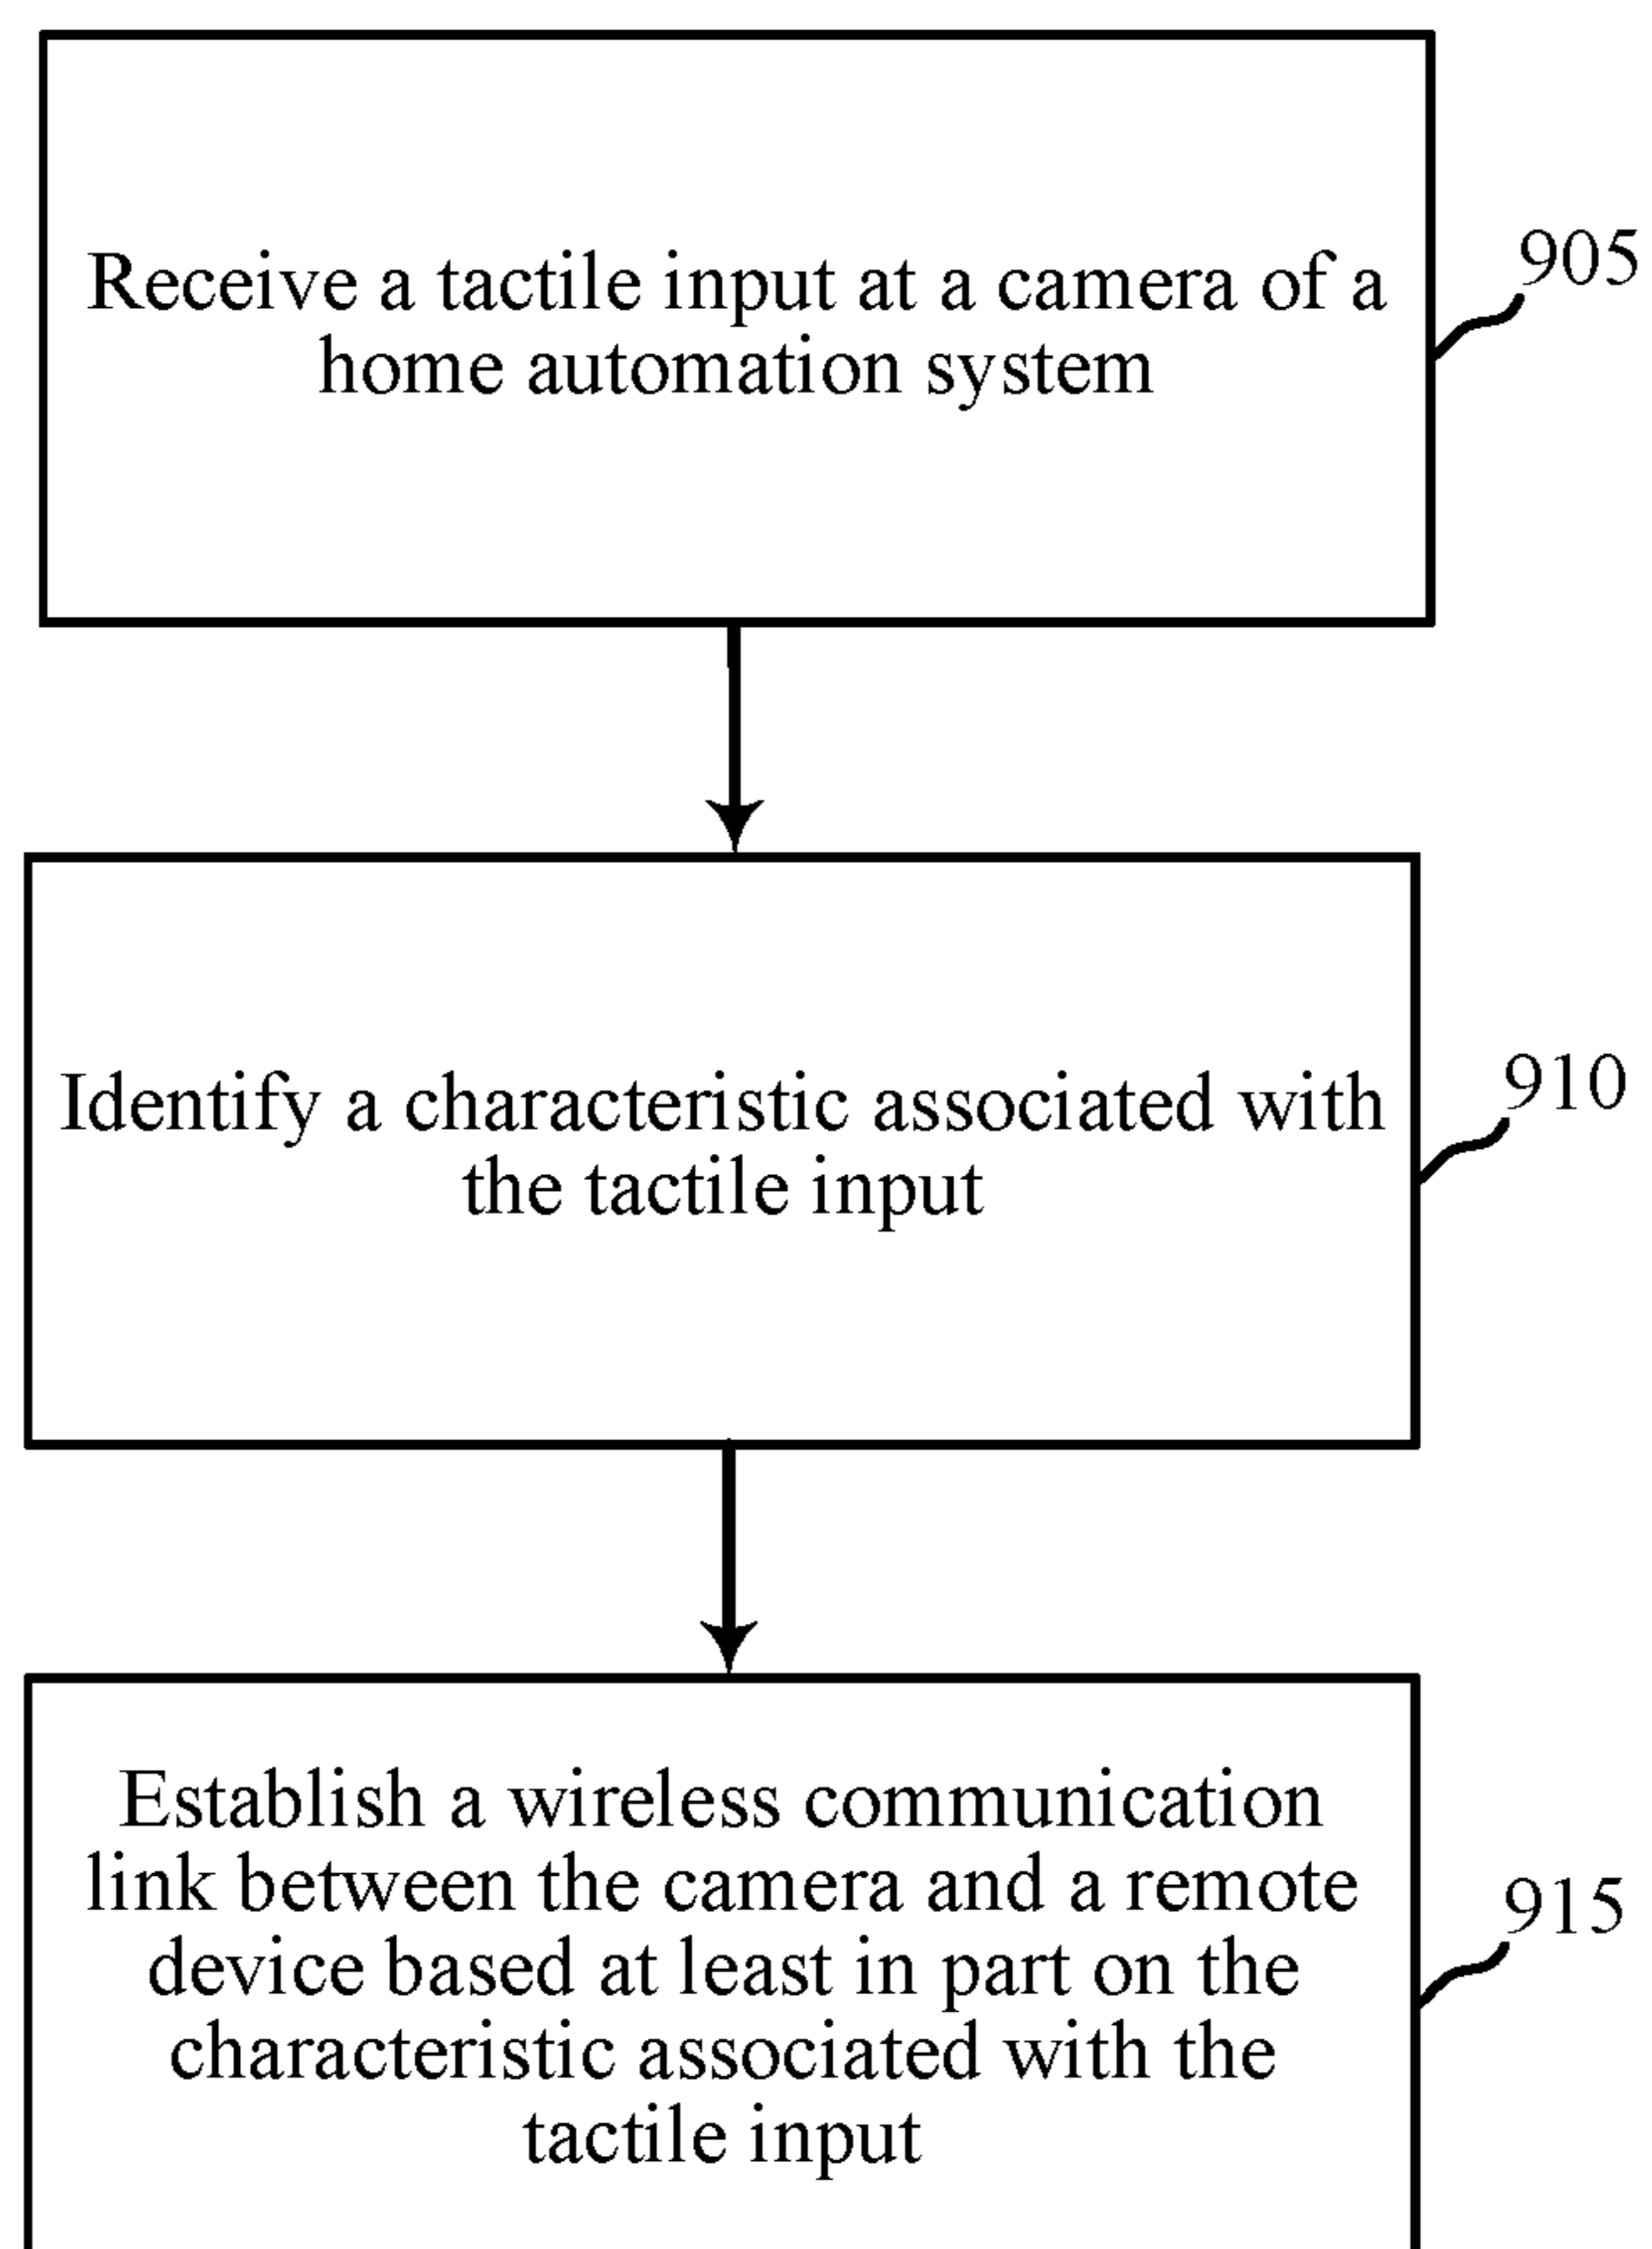 Receive a tactile input at a camera of a
home automation system
905
Identify a characteristic associated with
the tactile input
910
Establish a wireless communication
link between the camera and a remote
device based at least in part on the
characteristic associated with the
tactile input
915